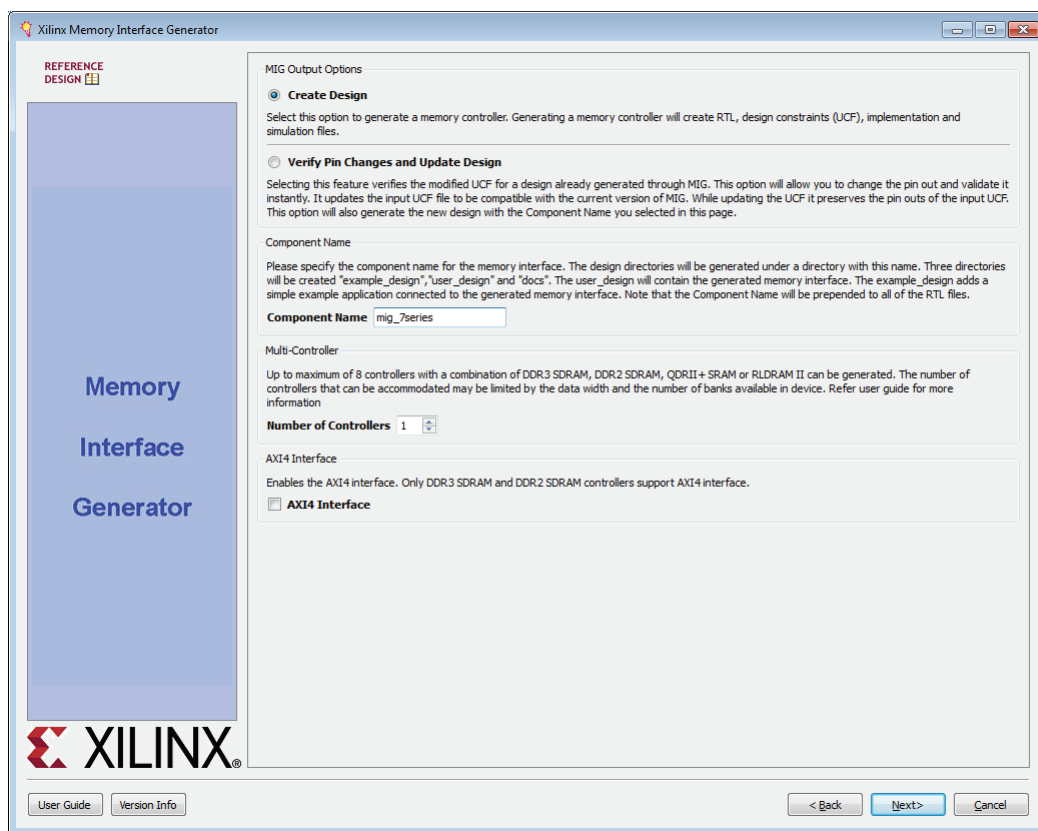 Xilinx Memory Interface Generator
REFERENCE
DESIGN
Memory
Interface
Generator
XILINX®
MIG Output Options
Create Design
Select this option to generate a memory controller. Generating a memory controller will create RTL, design constraints (UCF), implementation and
simulation files.
Verify Pin Changes and Update Design
Selecting this feature verifies the modified UCF for a design already generated through MIG. This option will allow you to change the pin out and validate it
instantly. It updates the input UCF file to be compatible with the current version of MIG. While updating the UCF it preserves the pin outs of the input UCF.
This option will also generate the new design with the Component Name you selected in this page.
Component Name
Please specify the component name for the memory interface. The design directories will be generated under a directory with this name. Three directories
will be created "example_design","user_design" and "docs". The user_design will contain the generated memory interface. The example_design adds a
simple example application connected to the generated memory interface. Note that the Component Name will be prepended to all of the RTL files.
Component Name mig_7series
Multi-Controller
Up to maximum of 8 controllers with a combination of DDR3 SDRAM, DDR2 SDRAM, QDRII+ SRAM or RLDRAM II can be generated. The number of
controllers that can be accommodated may be limited by the data width and the number of banks available in device. Refer user guide for more
information
Number of Controllers 1
AXI4 Interface
Enables the AXI4 interface. Only DDR3 SDRAM and DDR2 SDRAM controllers support AXI4 interface.
AXI4 Interface
User Guide Version Info < Back Next> Cancel